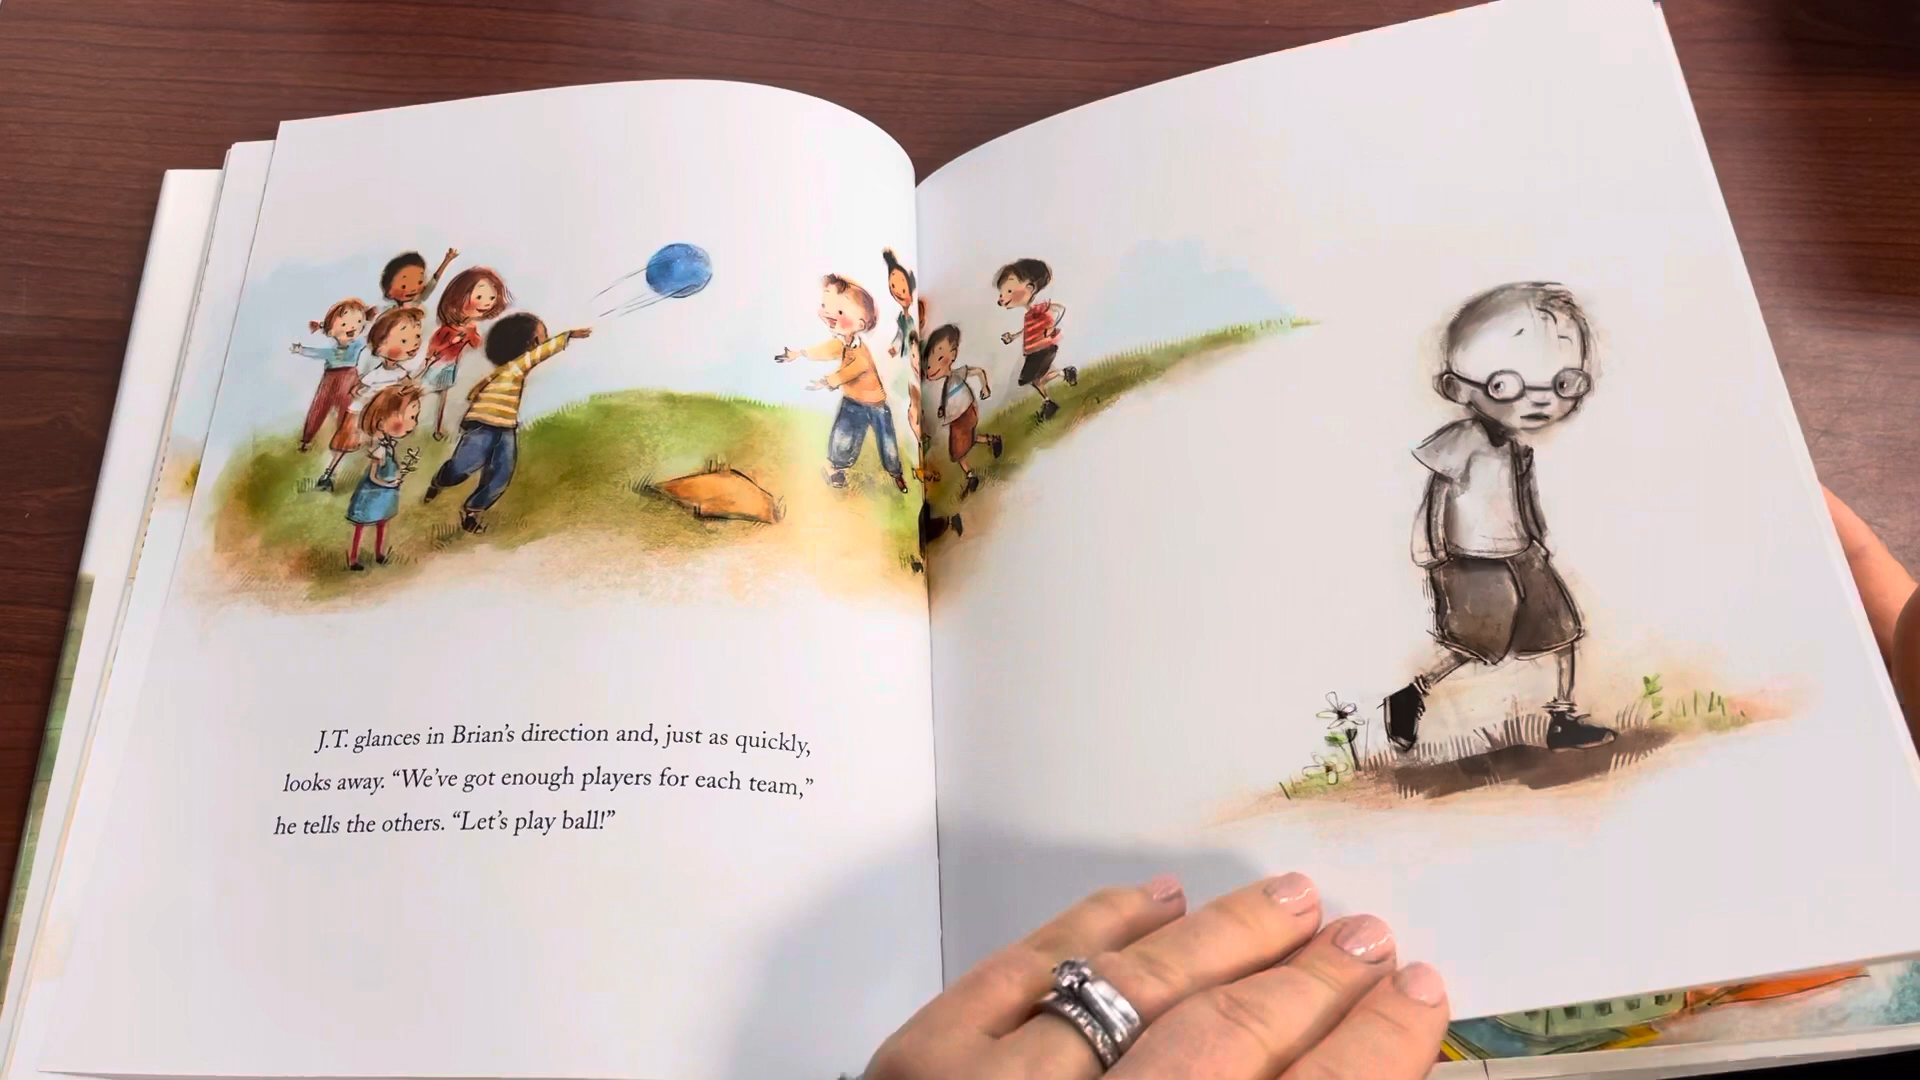 J.T. glances in Brian’s direction and, just as quickly,
looks away. “We’ve got enough players for each team,”
he tells the others. “Let’s play ball!”